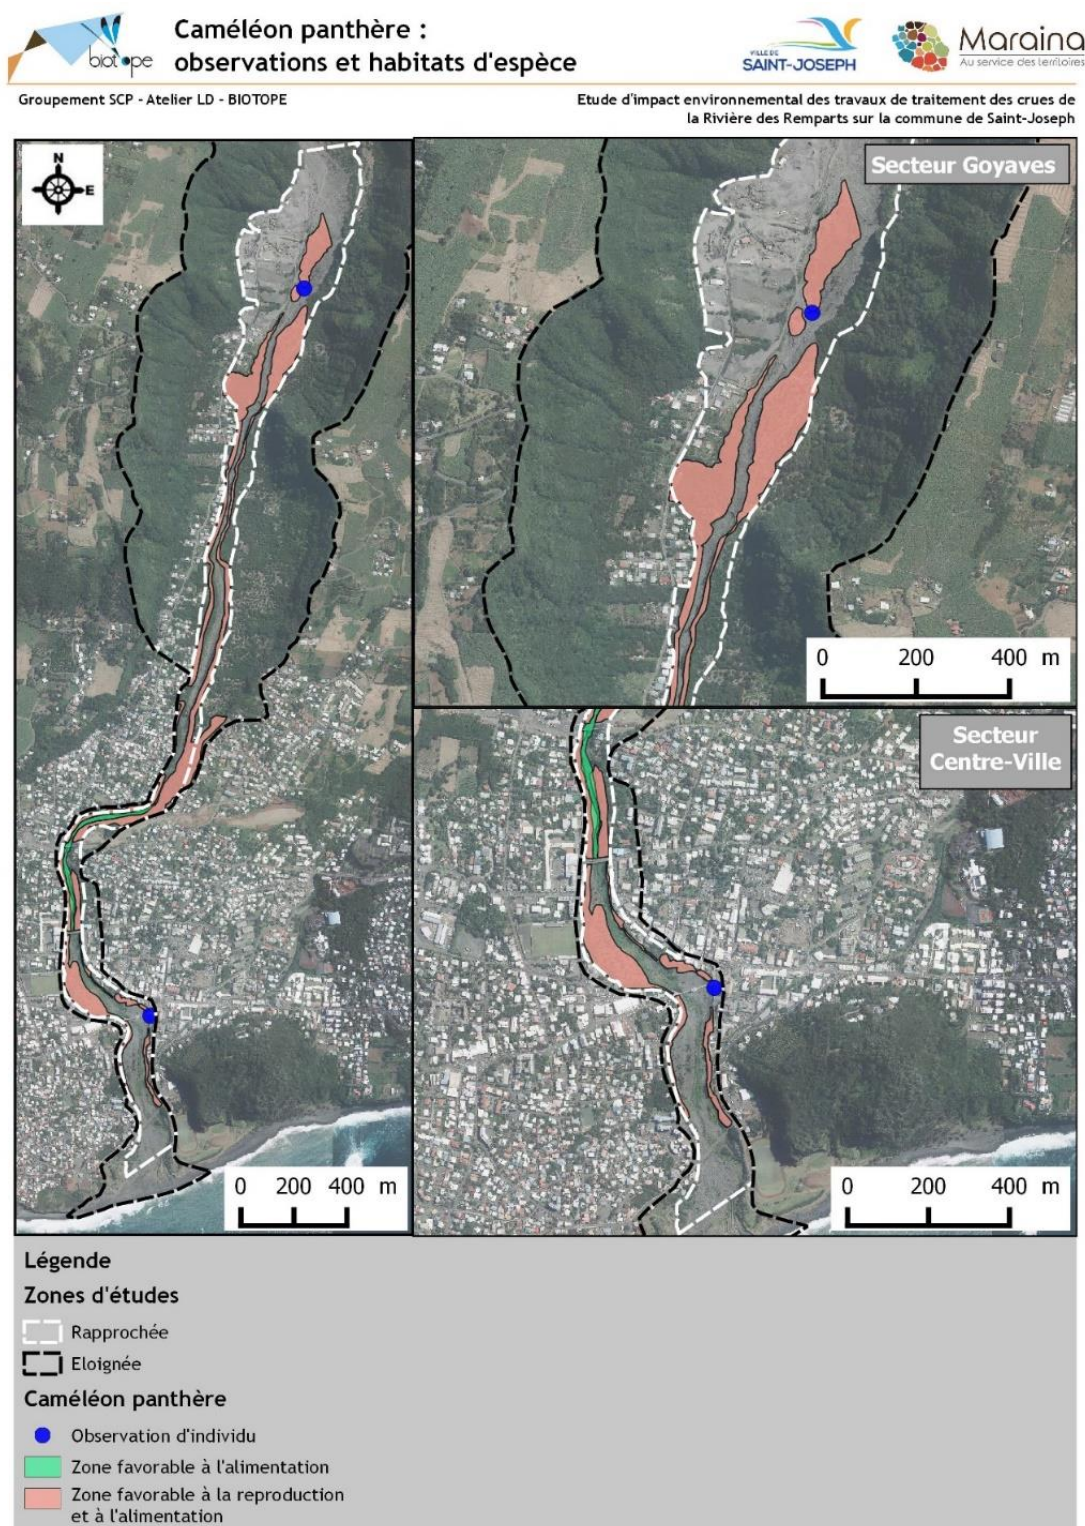 biotope
Caméléon panthère :
observations et habitats d'espèce
VILLE DE
SAINT-JOSEPH
Maraina
Au service des territoires
Groupement SCP - Atelier LD - BIOTOPE
Etude d'impact environnemental des travaux de traitement des crues de
la Rivière des Remparts sur la commune de Saint-Joseph
N
E
Secteur Goyaves
0 200 400 m
Secteur
Centre-Ville
0 200 400 m
0 200 400 m
Légende
Zones d'études
Rapprochée
Eloignée
Caméléon panthère
Observation d'individu
Zone favorable à l'alimentation
Zone favorable à la reproduction
et à l'alimentation